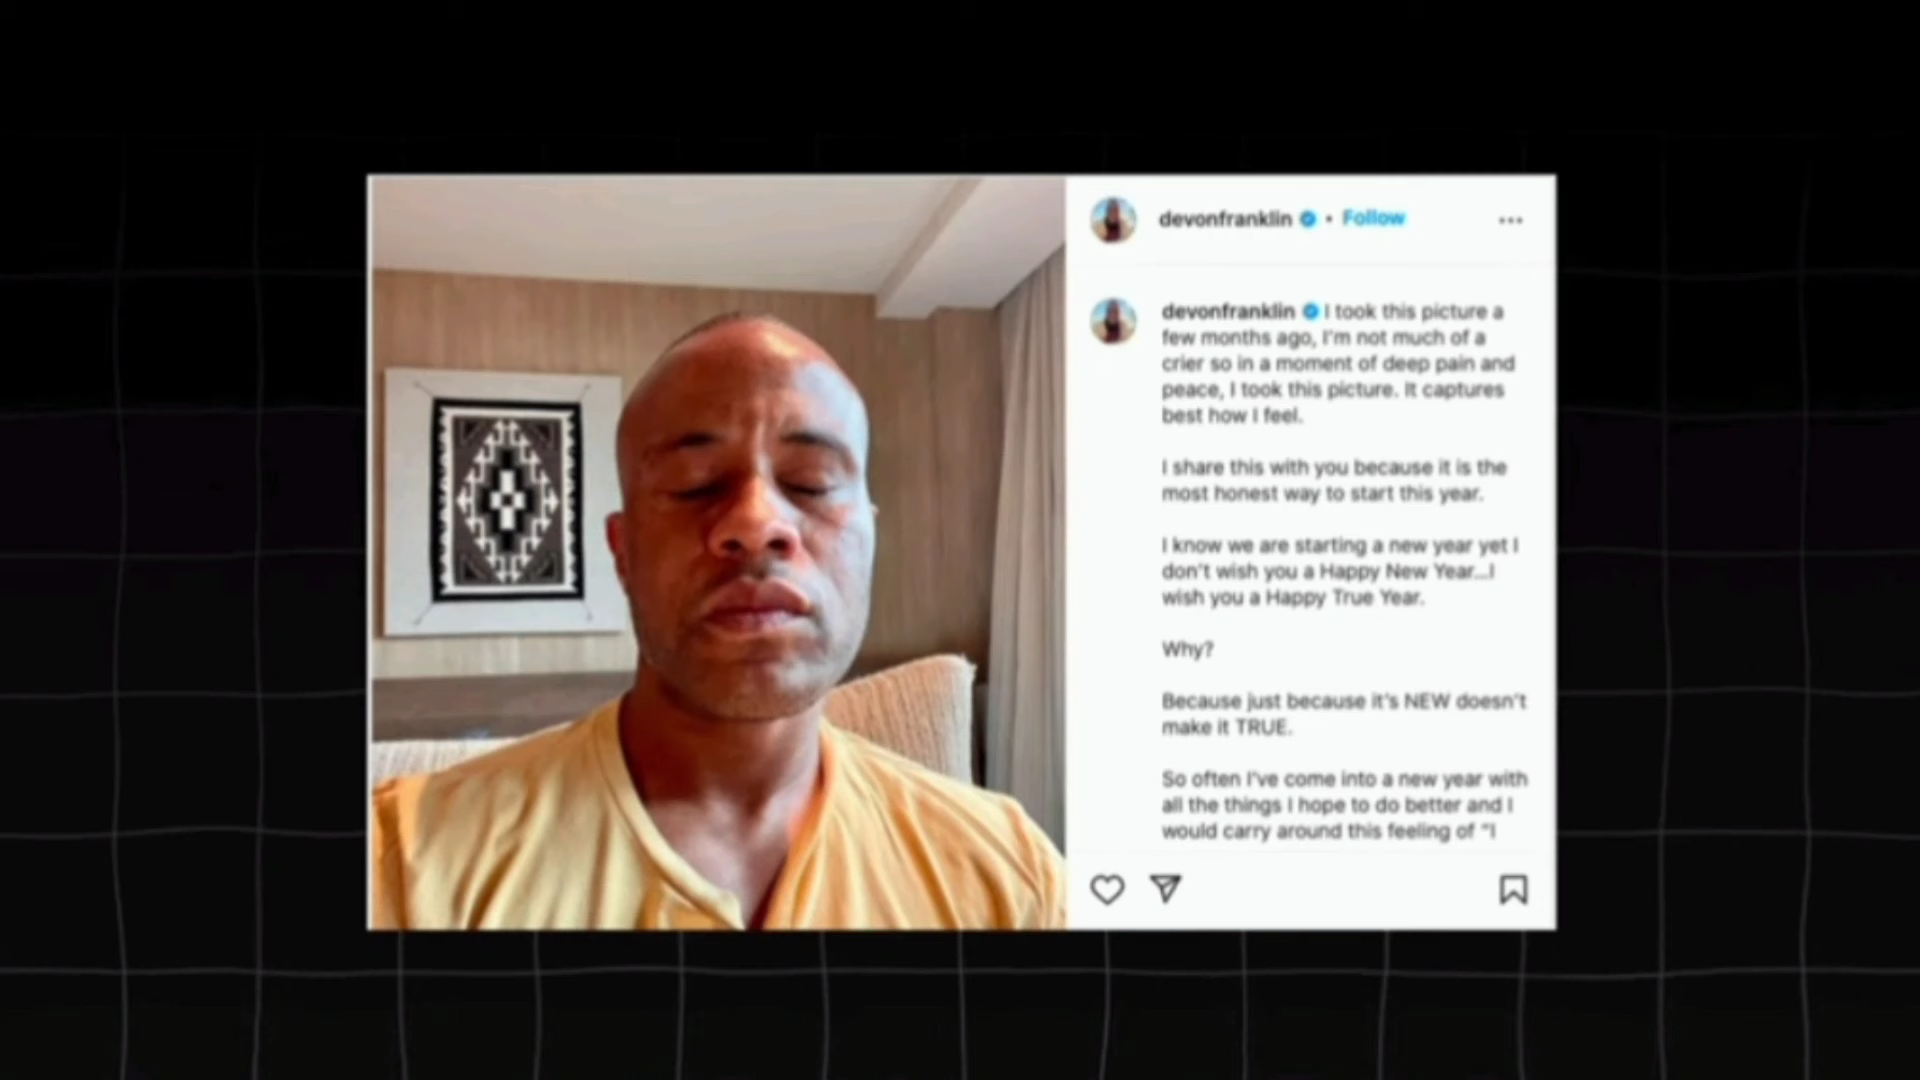 devonfranklin • Follow
devonfranklin I took this picture a
few months ago, I'm not much of a
crier so in a moment of deep pain and
peace, I took this picture. It captures
best how I feel.
I share this with you because it is the
most honest way to start this year.
I know we are starting a new year yet I
don't wish you a Happy New Year...I
wish you a Happy True Year.
Why?
Because just because it's NEW doesn't
make it TRUE.
So often I've come into a new year with
all the things I hope to do better and I
would carry around this feeling of "I